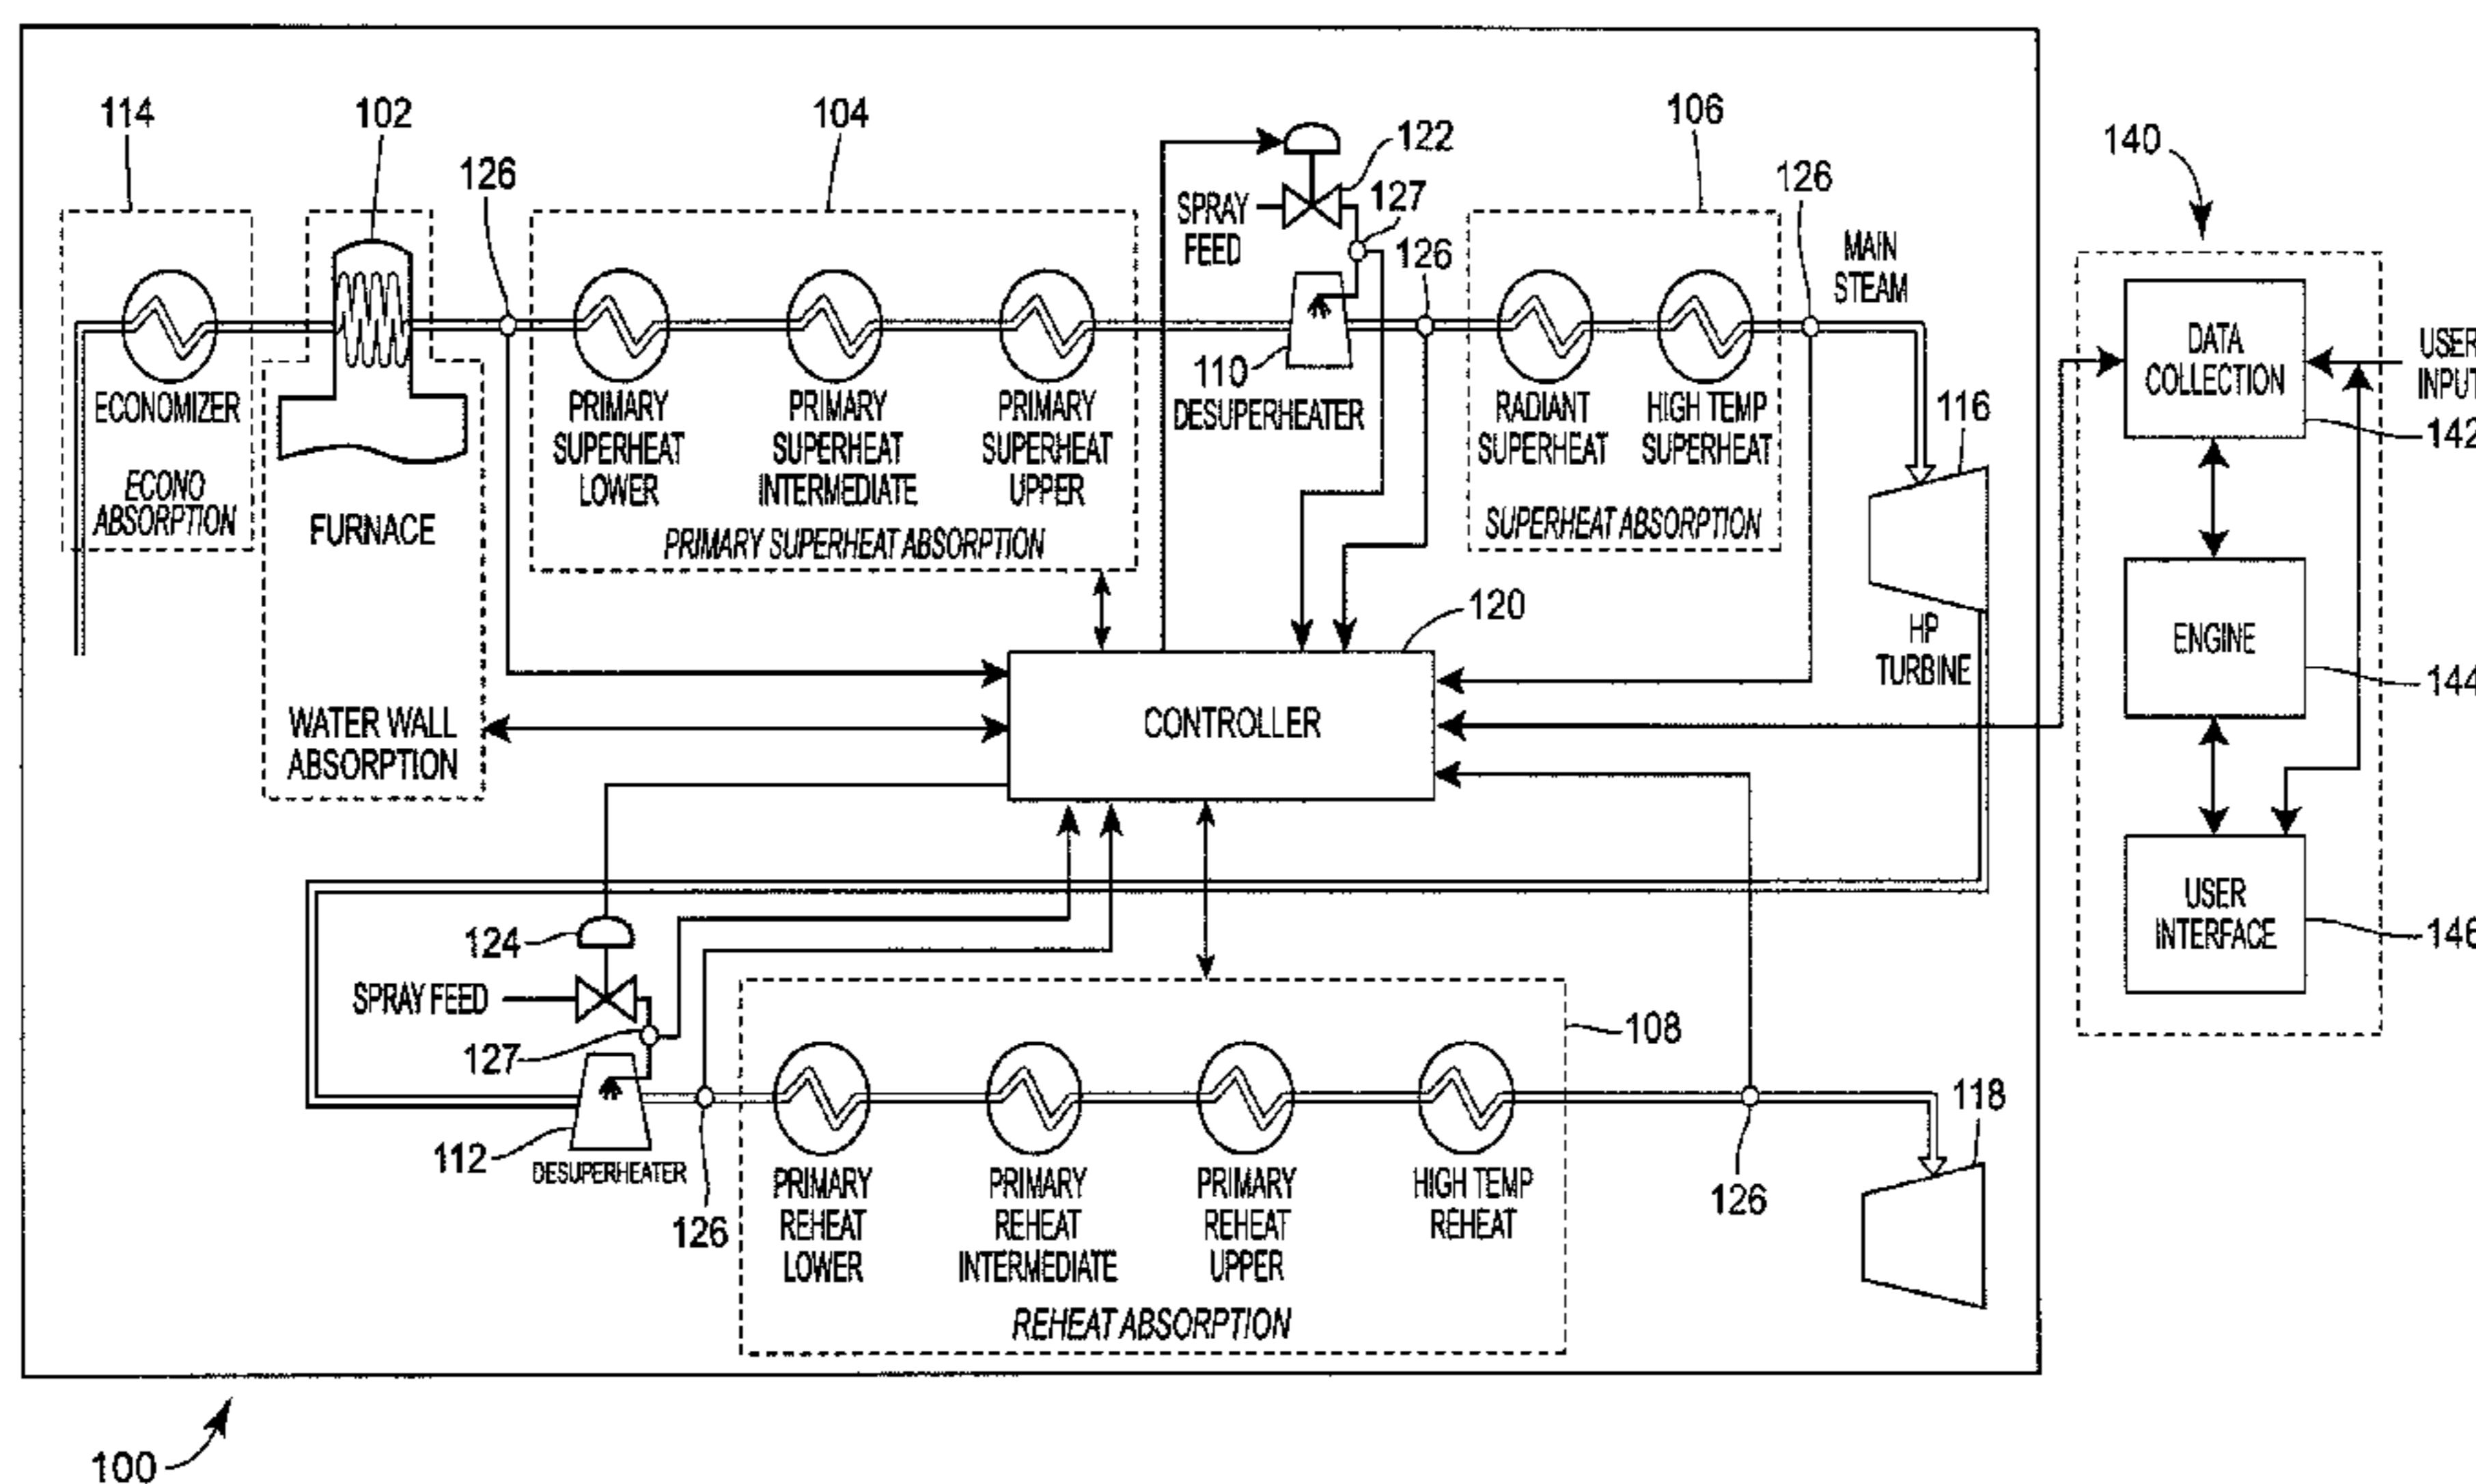 114
102
104
106
122
140
126
SPRAY
FEED
127
126
126
MAIN
STEAM
DATA
COLLECTION
USER
INPUT
142
ECONOMIZER
ECONO
ABSORPTION
FURNACE
WATER WALL
ABSORPTION
PRIMARY
SUPERHEAT
LOWER
PRIMARY
SUPERHEAT
INTERMEDIATE
PRIMARY
SUPERHEAT
UPPER
PRIMARY SUPERHEAT ABSORPTION
110
DESUPERHEATER
RADIANT
SUPERHEAT
HIGH TEMP
SUPERHEAT
SUPERHEAT ABSORPTION
116
HP
TURBINE
120
CONTROLLER
ENGINE
144
USER
INTERFACE
146
124
SPRAY FEED
127
112
DESUPERHEATER
126
108
PRIMARY
REHEAT
LOWER
PRIMARY
REHEAT
INTERMEDIATE
PRIMARY
REHEAT
UPPER
HIGH TEMP
REHEAT
REHEAT ABSORPTION
126
118
100